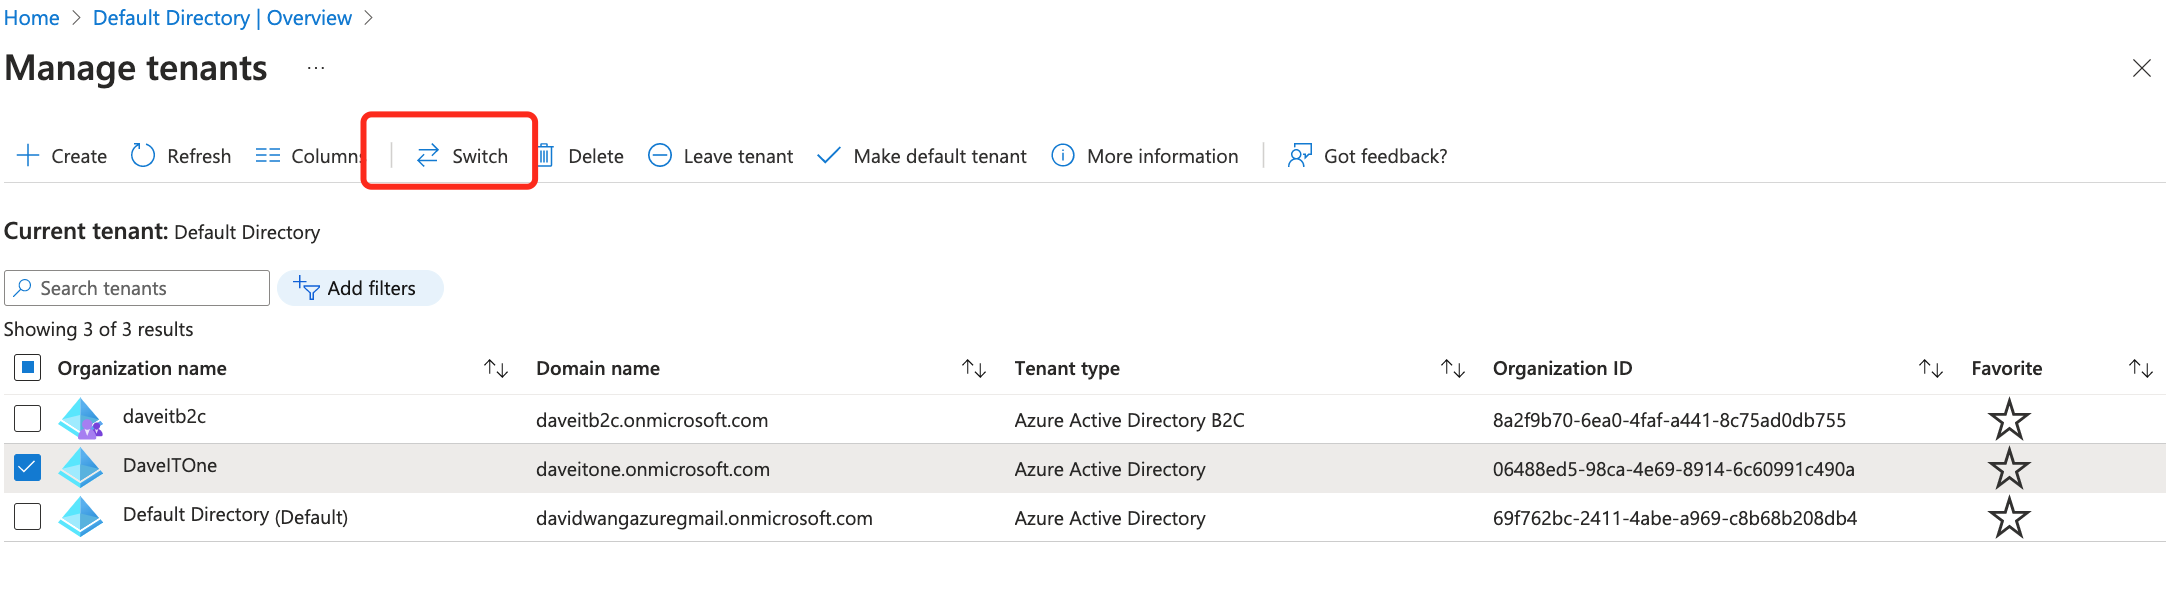 Home > Default Directory | Overview >
Manage tenants ...
Create Refresh Columns Switch Delete Leave tenant Make default tenant More information Got feedback?
Current tenant: Default Directory
Search tenants Add filters
Showing 3 of 3 results
Organization name Domain name Tenant type Organization ID Favorite
daveitb2c daveitb2c.onmicrosoft.com Azure Active Directory B2C 8a2f9b70-6ea0-4faf-a441-8c75ad0db755
DaveITOne daveitone.onmicrosoft.com Azure Active Directory 06488ed5-98ca-4e69-8914-6c60991c490a
Default Directory (Default) davidwangazuregmail.onmicrosoft.com Azure Active Directory 69f762bc-2411-4abe-a969-c8b68b208db4